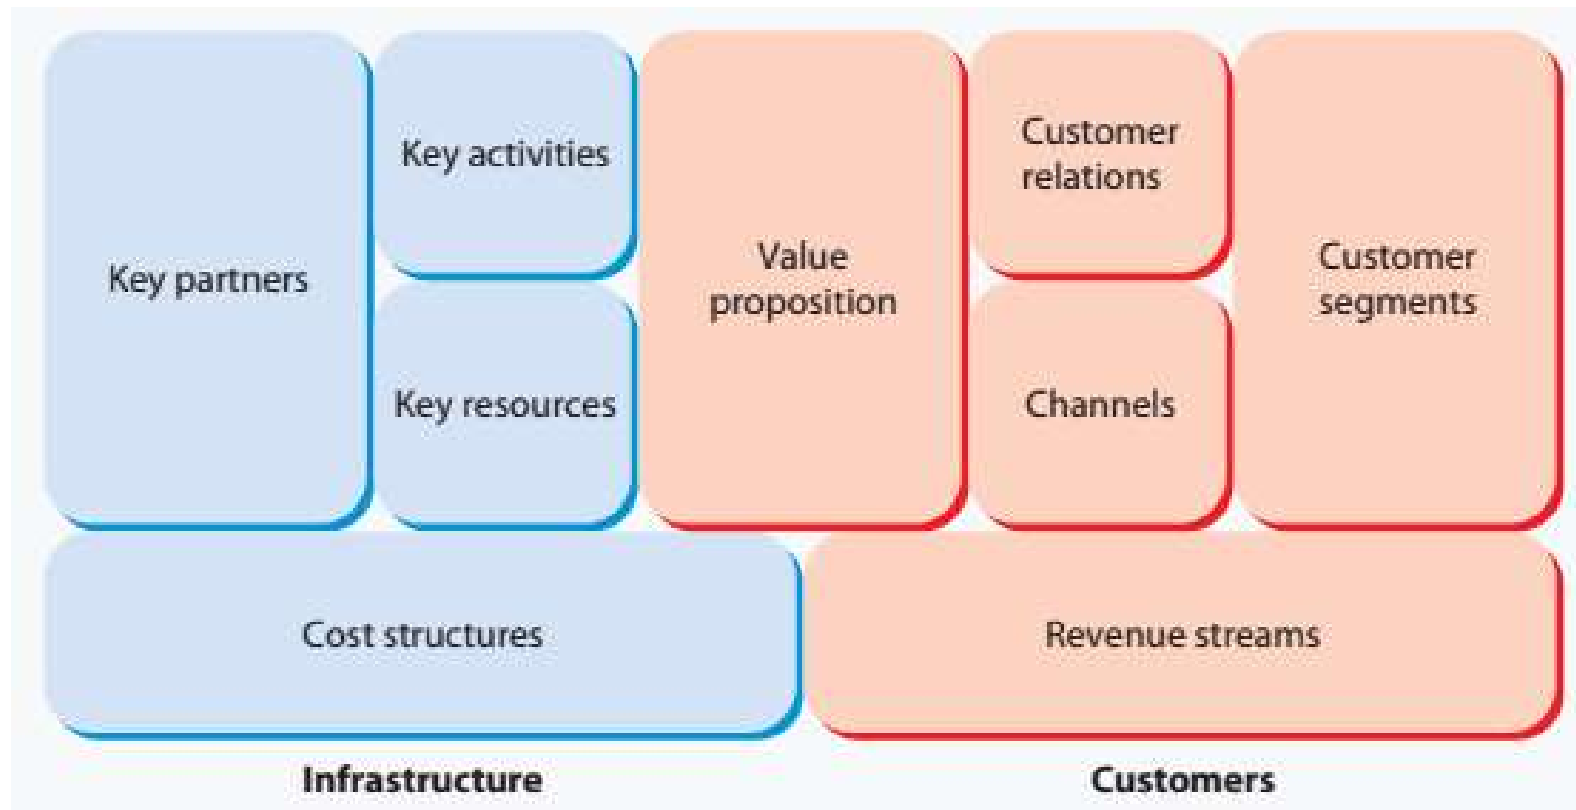 Key partners
Key activities
Key resources
Value
proposition
Customer
relations
Channels
Customer
segments
Cost structures
Revenue streams
Infrastructure
Customers